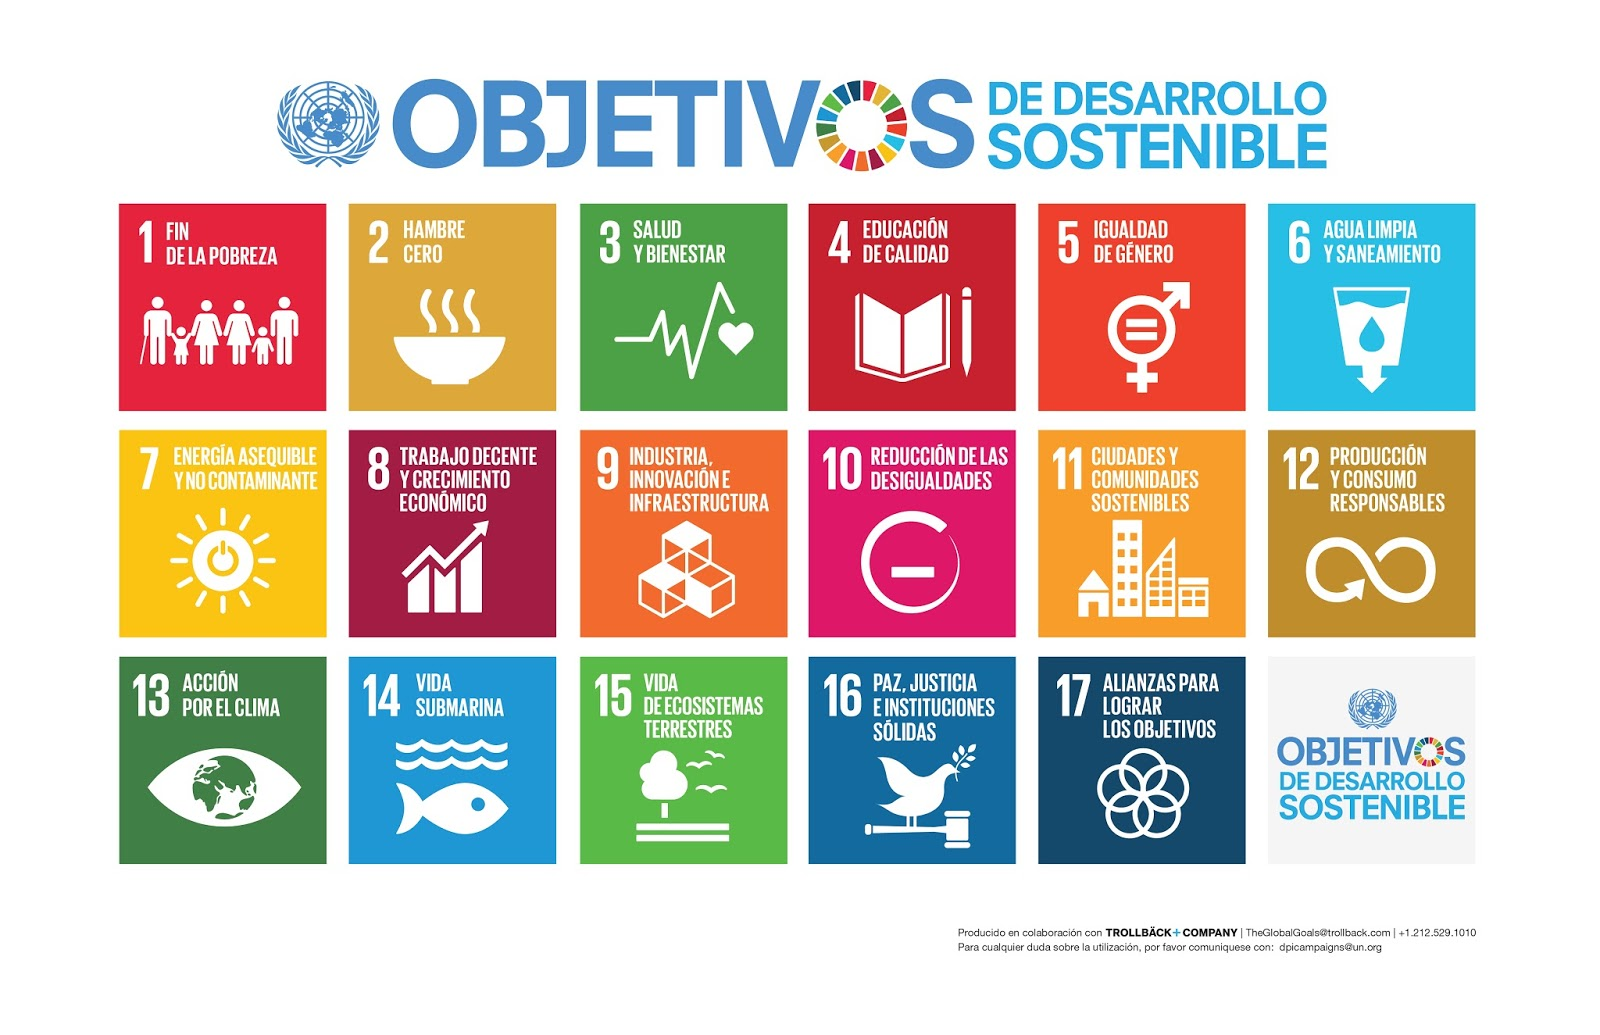 OBJETIVOS
DE DESARROLLO
SOSTENIBLE
1 FIN
DE LA POBREZA
2 HAMBRE
CERO
3 SALUD
Y BIENESTAR
4 EDUCACIÓN
DE CALIDAD
5 IGUALDAD
DE GÉNERO
6 AGUA LIMPIA
Y SANEAMIENTO
7 ENERGÍA ASEQUIBLE
Y NO CONTAMINANTE
8 TRABAJO DECENTE
Y CRECIMIENTO
ECONÓMICO
9 INDUSTRIA,
INNOVACIÓN E
INFRAESTRUCTURA
10 REDUCCIÓN DE LAS
DESIGUALDADES
11 CIUDADES Y
COMUNIDADES
SOSTENIBLES
12 PRODUCCIÓN
Y CONSUMO
RESPONSABLES
13 ACCIÓN
POR EL CLIMA
14 VIDA
SUBMARINA
15 VIDA
DE ECOSISTEMAS
TERRESTRES
16 PAZ, JUSTICIA
E INSTITUCIONES
SÓLIDAS
17 ALIANZAS PARA
LOGRAR
LOS OBJETIVOS
OBJETIVOS
DE DESARROLLO
SOSTENIBLE
Producido en colaboración con TROLLBÄCK+COMPANY | TheGlobalGoals@trollback.com | +1.212.529.1010
Para cualquier duda sobre la utilización, por favor comuniquese con: dpicampaigns@un.org